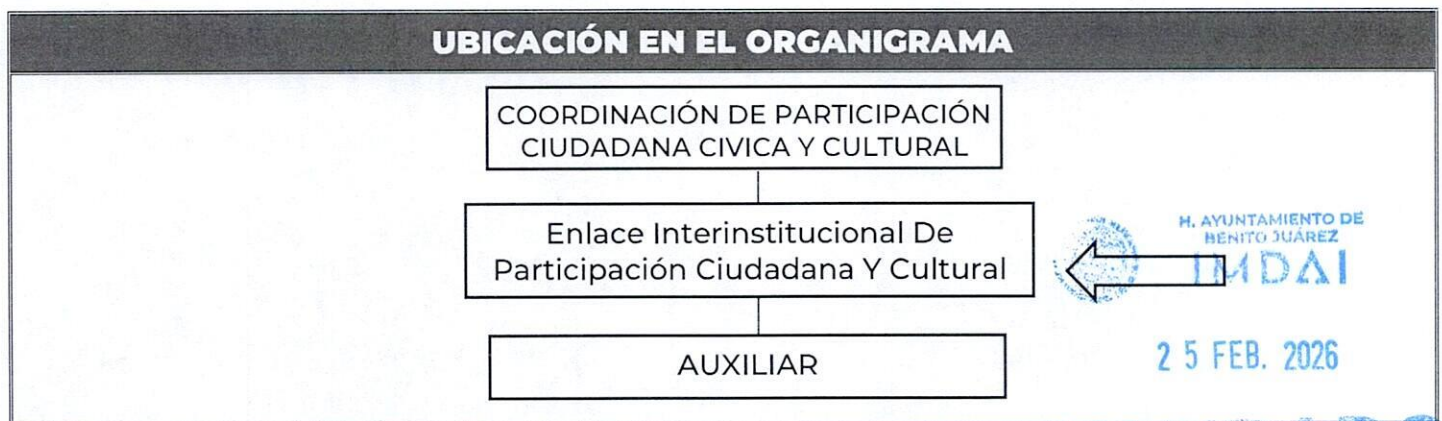 UBICACIÓN EN EL ORGANIGRAMA
COORDINACIÓN DE PARTICIPACIÓN
CIUDADANA CIVICA Y CULTURAL
Enlace Interinstitucional De
Participación Ciudadana Y Cultural
H. AYUNTAMIENTO DE
BENITO JUÁREZ
IMDAI
AUXILIAR
25 FEB. 2026